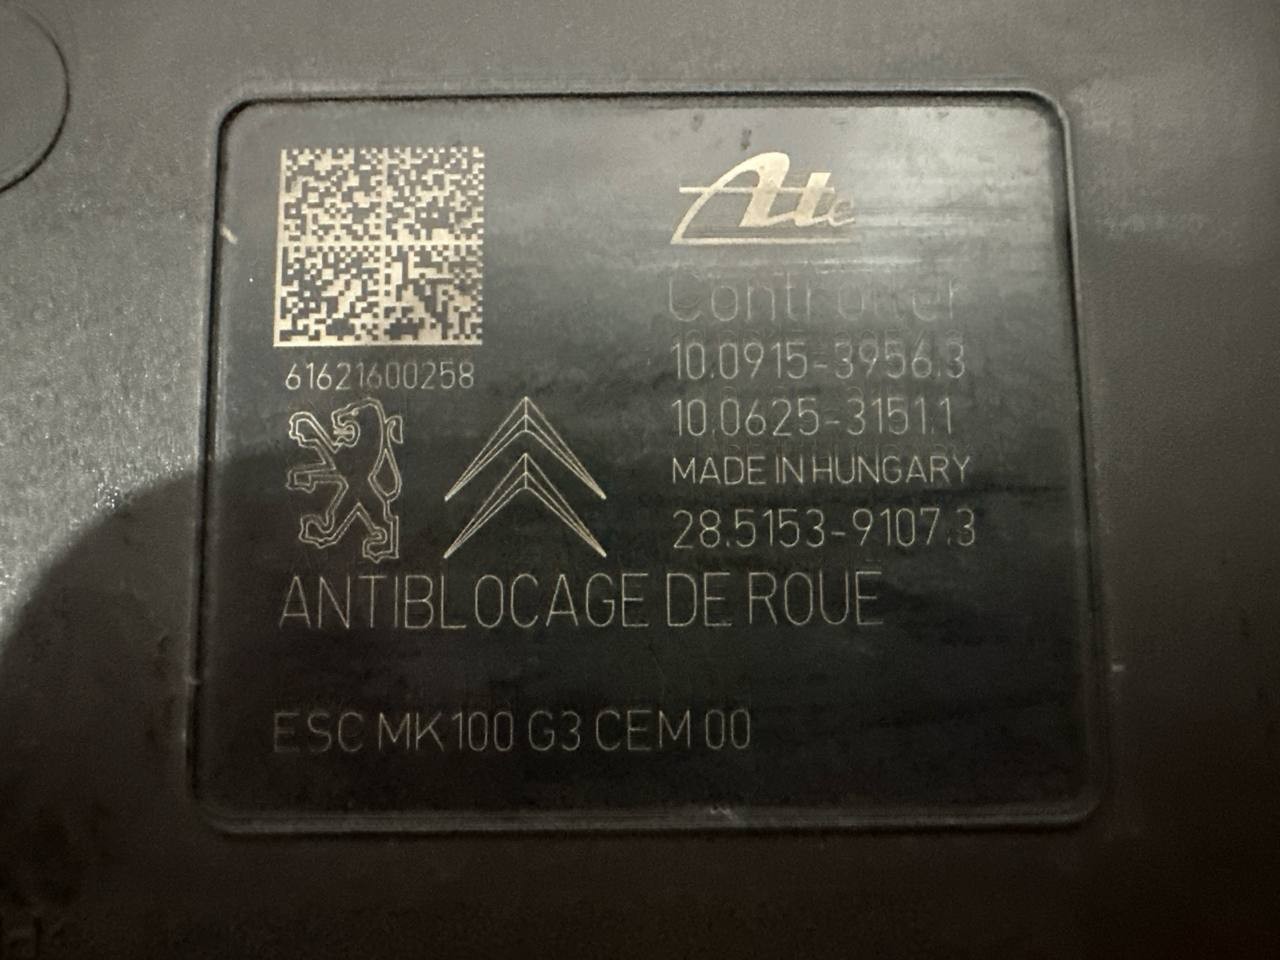 Ate
Controller
61621600258
10.0915-3956.3
10.0625-3151.1
MADE IN HUNGARY
28.5153-9107.3
ANTIBLOCAGE DE ROUE
ESC MK100 G3 CEM 00